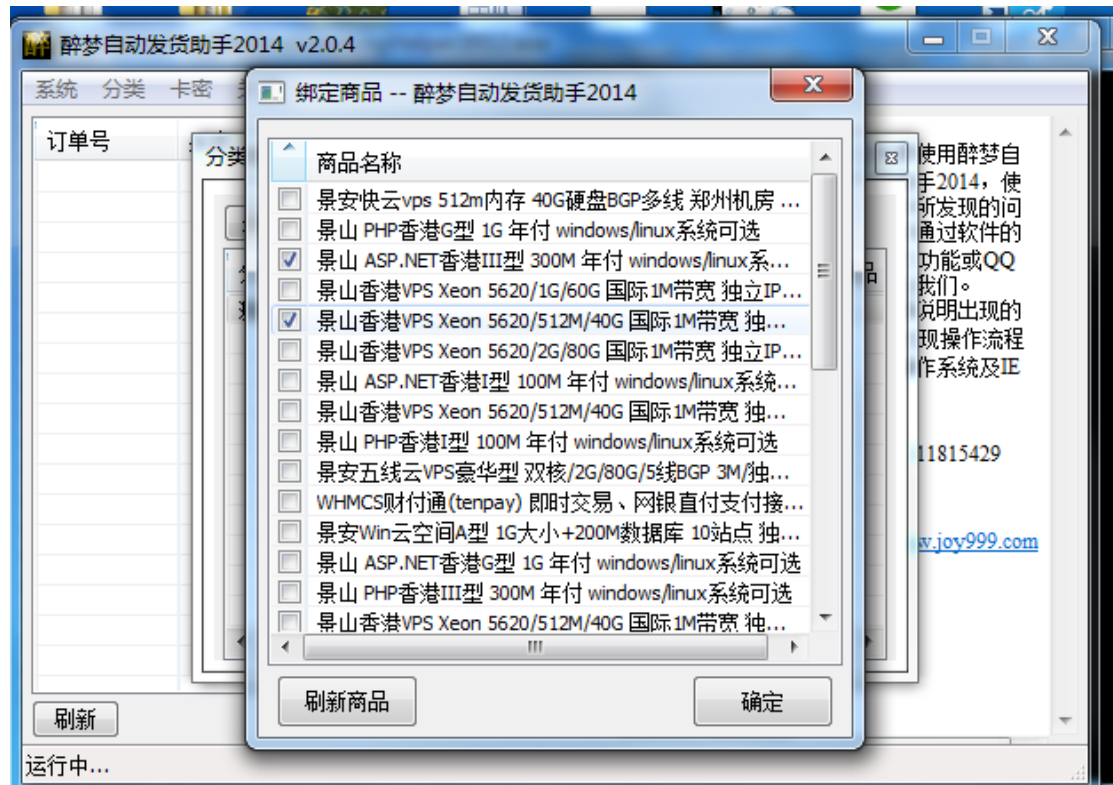 醉梦自动发货助手2014 v2.0.4
系统 分类 卡密
绑定商品 -- 醉梦自动发货助手2014
订单号
分类
商品名称
景安快云vps 512m内存 40G硬盘BGP多线 郑州机房 ...
景山 PHP香港G型 1G 年付 windows/linux系统可选
景山 ASP.NET香港III型 300M 年付 windows/linux系...
景山香港VPS Xeon 5620/1G/60G 国际1M带宽 独立IP...
景山香港VPS Xeon 5620/512M/40G 国际1M带宽 独...
景山香港VPS Xeon 5620/2G/80G 国际1M带宽 独立IP...
景山 ASP.NET香港I型 100M 年付 windows/linux系统...
景山香港VPS Xeon 5620/512M/40G 国际1M带宽 独...
景山 PHP香港I型 100M 年付 windows/linux系统可选
景安五线云VPS豪华型 双核/2G/80G/5线BGP 3M/独...
WHMCS财付通(tenpay) 即时交易、网银直付支付接...
景安Win云空间A型 1G大小+200M数据库 10站点 独...
景山 ASP.NET香港G型 1G 年付 windows/linux系统可选
景山 PHP香港III型 300M 年付 windows/linux系统可选
景山香港VPS Xeon 5620/512M/40G 国际1M带宽 独...
刷新商品
确定
使用醉梦自
手2014，使
所发现的问
通过软件的
功能或QQ
我们。
说明出现的
现操作流程
作系统及IE
11815429
w.joy999.com
品
刷新
运行中...